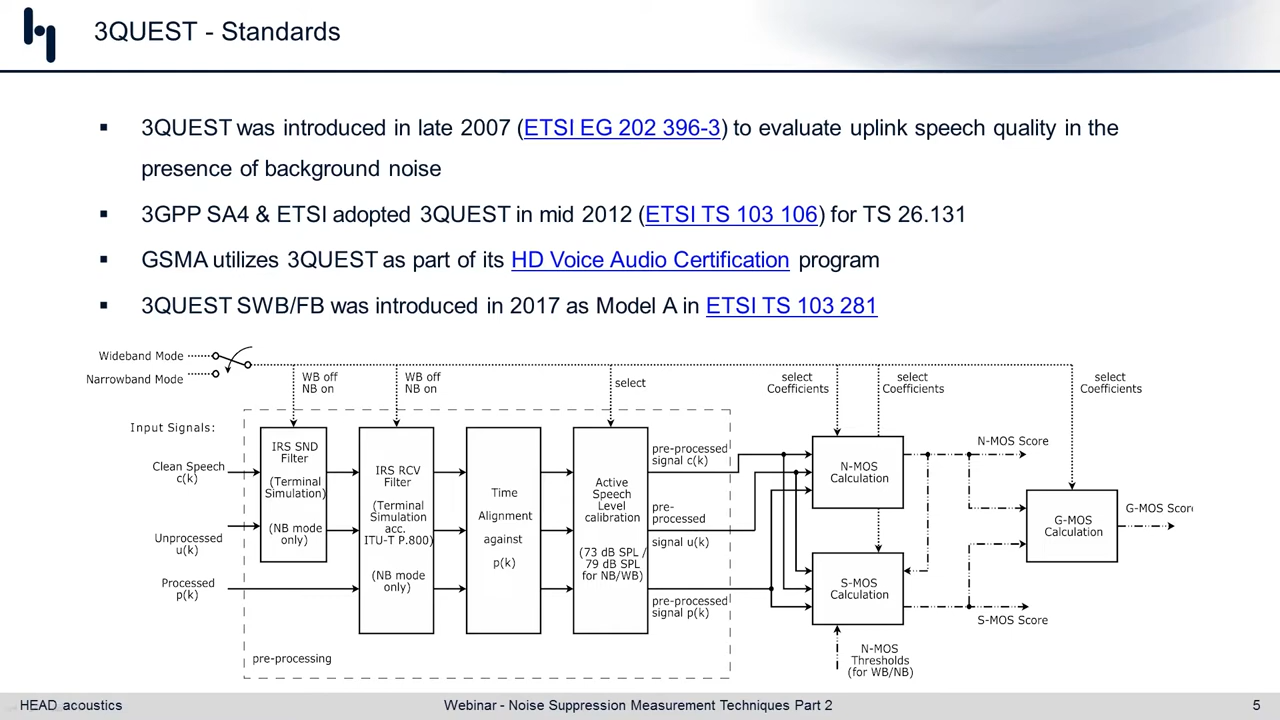 3QUEST - Standards
▪ 3QUEST was introduced in late 2007 (ETSI EG 202 396-3) to evaluate uplink speech quality in the
presence of background noise
▪ 3GPP SA4 & ETSI adopted 3QUEST in mid 2012 (ETSI TS 103 106) for TS 26.131
▪ GSMA utilizes 3QUEST as part of its HD Voice Audio Certification program
▪ 3QUEST SWB/FB was introduced in 2017 as Model A in ETSI TS 103 281
Wideband Mode
Narrowband Mode
WB off
NB on
WB off
NB on
select
select
Coefficients
select
Coefficients
select
Coefficients
Input Signals:
Clean Speech
c(k)
Unprocessed
u(k)
Processed
p(k)
IRS SND
Filter
(Terminal
Simulation)
(NB mode
only)
IRS RCV
Filter
(Terminal
Simulation
acc.
ITU-T P.800)
(NB mode
only)
Time
Alignment
against
p(k)
Active
Speech
Level
calibration
(73 dB SPL /
79 dB SPL
for NB/WB)
pre-processed
signal c(k)
pre-
processed
signal u(k)
pre-processed
signal p(k)
pre-processing
N-MOS
Calculation
S-MOS
Calculation
N-MOS
Thresholds
(for WB/NB)
N-MOS Score
G-MOS
Calculation
G-MOS Score
S-MOS Score
HEAD acoustics
Webinar - Noise Suppression Measurement Techniques Part 2
5